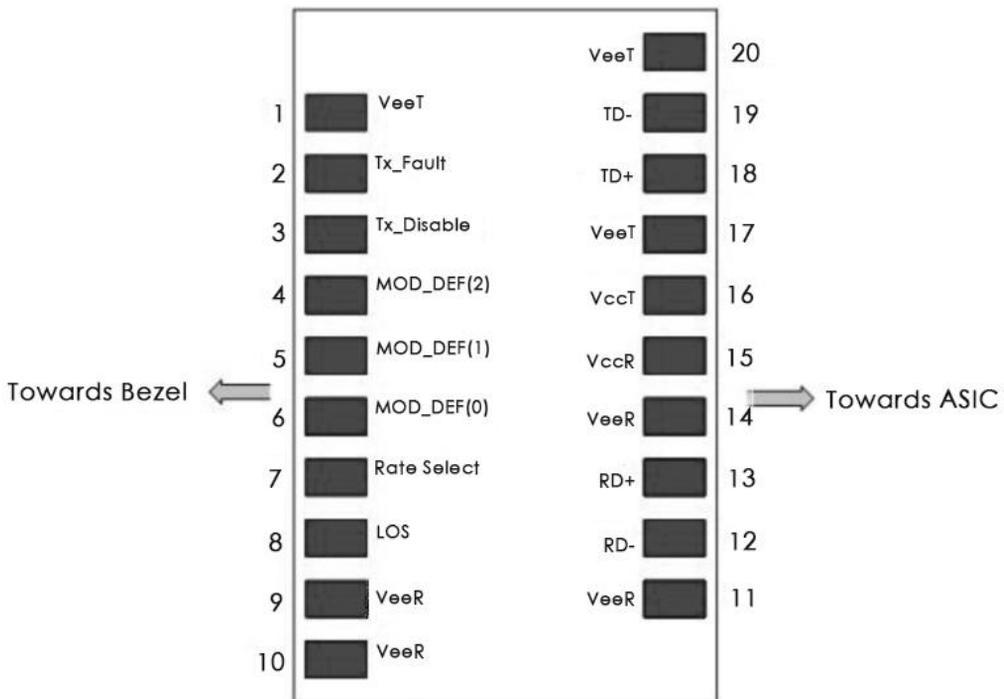 VeeT 20
1 VeeT
TD- 19
2 Tx_Fault
TD+ 18
3 Tx_Disable
VeeT 17
4 MOD_DEF(2)
VccT 16
5 MOD_DEF(1)
VccR 15
Towards Bezel
Towards ASIC
6 MOD_DEF(0)
VeeR 14
7 Rate Select
RD+ 13
8 LOS
RD- 12
9 VeeR
VeeR 11
10 VeeR